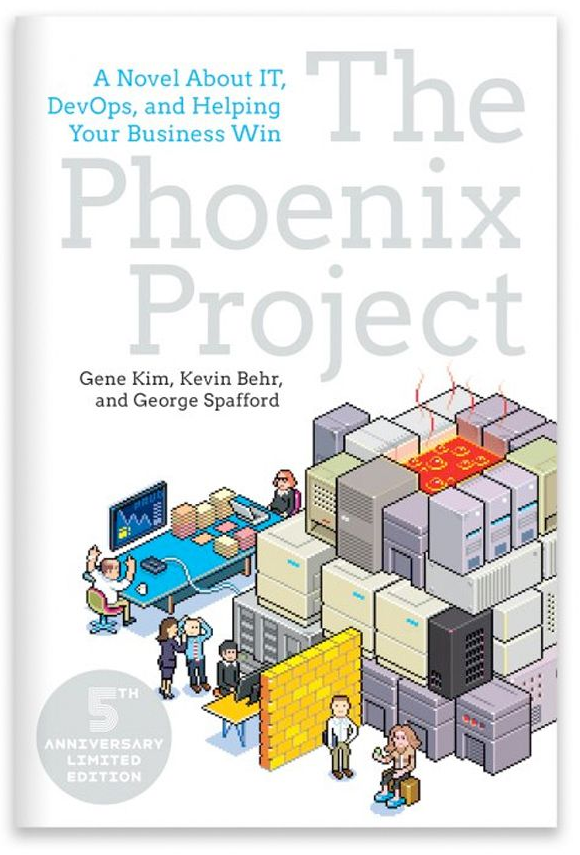 A Novel About IT,
DevOps, and Helping
Your Business Win
The
Phoenix
Project
Gene Kim, Kevin Behr,
and George Spafford
5TH
ANNIVERSARY
LIMITED
EDITION